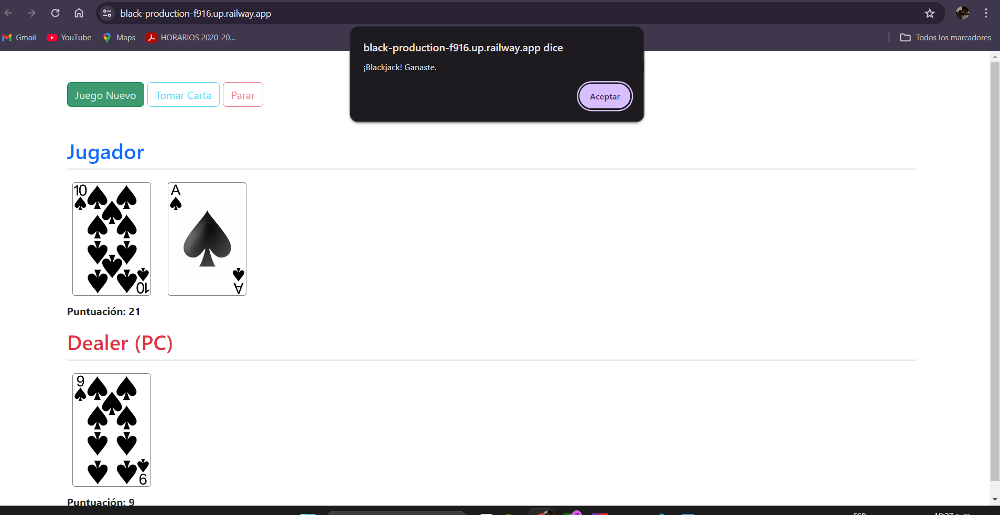 black-production-f916.up.railway.app
Gmail YouTube Maps HORARIOS 2020-20... Todos los marcadores
black-production-f916.up.railway.app dice
¡Blackjack! Ganaste.
Aceptar
Juego Nuevo Tomar Carta Parar
Jugador
10 A
10 A
Puntuación: 21
Dealer (PC)
9
9
Puntuación: 9